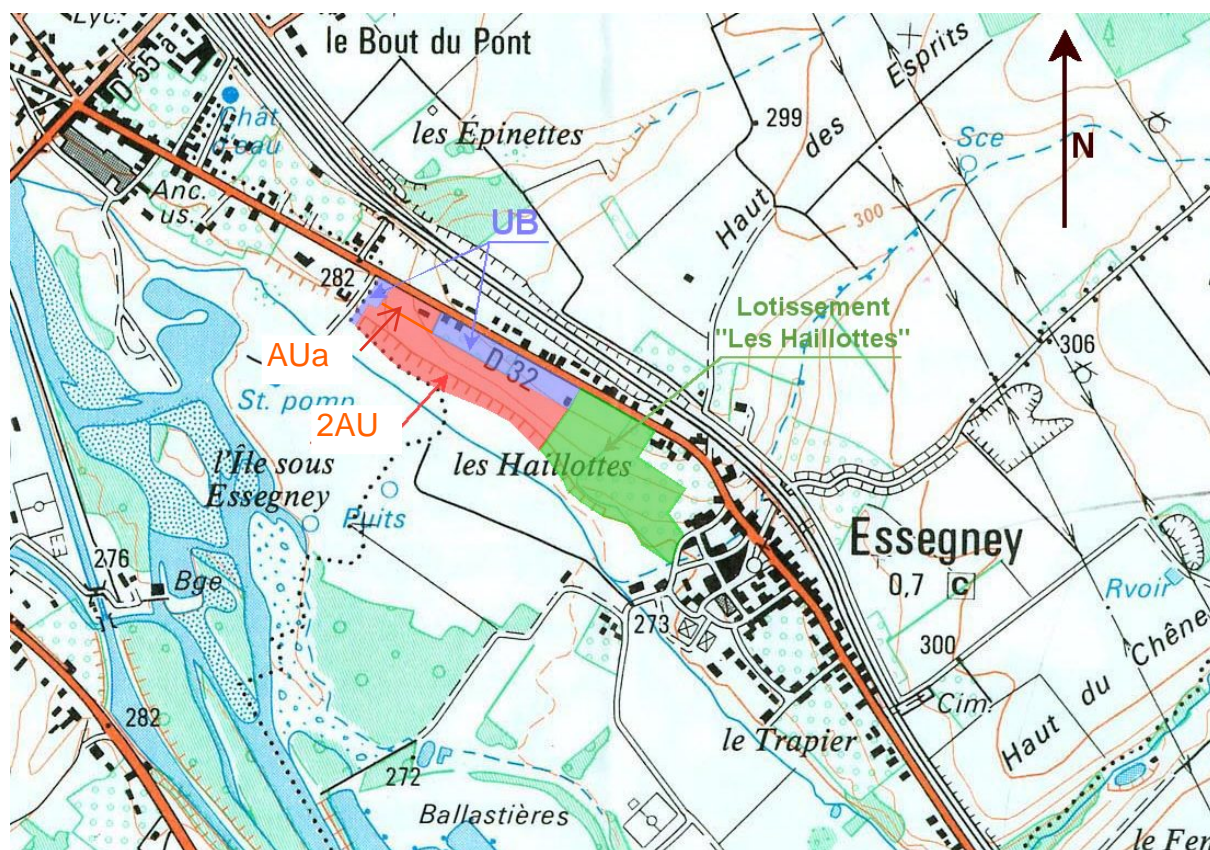 Lyc.
le Bout du Pont
D 55a
Chât
d'eau
les Épinettes
299
Haut des Esprits
Sce
N
Anc.
us.
UB
300
282
Lotissement
"Les Haillottes"
306
AUa
D 32
St. pomp.
2AU
l'Île sous
Essegney
les Haillottes
Puits
Essegney
0,7 C
276
Bge
Rvoir
273
300
Cim.
Haut du Chêne
282
le Trapier
272
Ballastières
le Fer